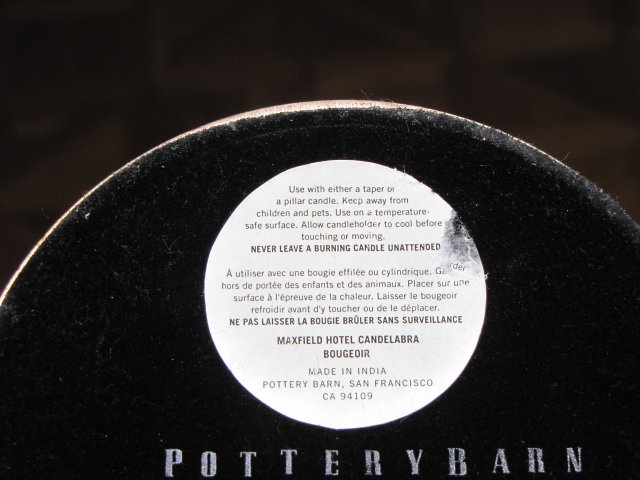 Use with either a taper or
a pillar candle. Keep away from
children and pets. Use on a temperature-
safe surface. Allow candleholder to cool before
touching or moving.
NEVER LEAVE A BURNING CANDLE UNATTENDED
À utiliser avec une bougie effilée ou cylindrique. Garder
hors de portée des enfants et des animaux. Placer sur une
surface à l'épreuve de la chaleur. Laisser le bougeoir
refroidir avant d'y toucher ou de le déplacer.
NE PAS LAISSER LA BOUGIE BRÛLER SANS SURVEILLANCE
MAXFIELD HOTEL CANDELABRA
BOUGEOIR
MADE IN INDIA
POTTERY BARN, SAN FRANCISCO
CA 94109
POTTERYBARN